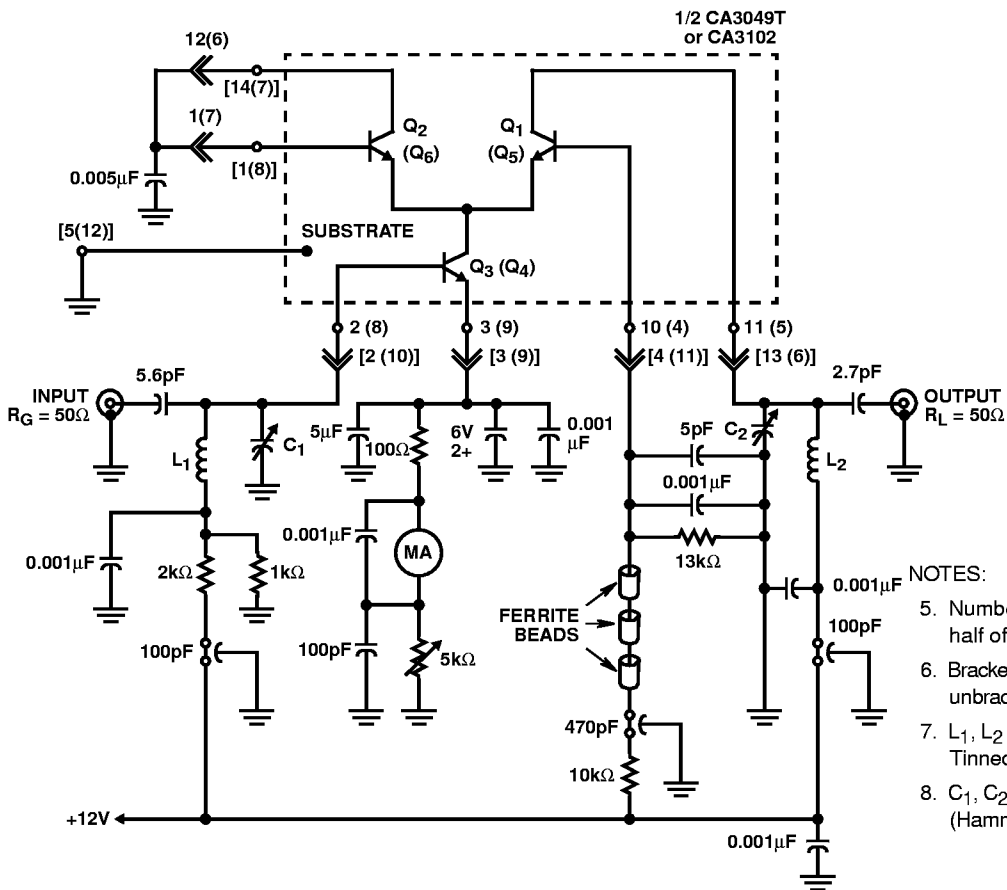 1/2 CA3049T
or CA3102
12(6)
[14(7)]
1(7)
[1(8)]
0.005µF
Q2
(Q6)
Q1
(Q5)
[5(12)]
SUBSTRATE
Q3 (Q4)
2 (8)
3 (9)
10 (4)
11 (5)
[2 (10)]
[3 (9)]
[4 (11)]
[13 (6)]
INPUT
RG = 50Ω
5.6pF
2.7pF
OUTPUT
RL = 50Ω
L1
C1
5µF
100Ω
6V
2+
0.001
µF
5pF
C2
L2
0.001µF
0.001µF
2kΩ
1kΩ
0.001µF
MA
13kΩ
100pF
100pF
5kΩ
FERRITE
BEADS
0.001µF
100pF
470pF
10kΩ
+12V
0.001µF
NOTES:
5. Numbe
half of
6. Bracke
unbrac
7. L1, L2
Tinned
8. C1, C2
(Hamm